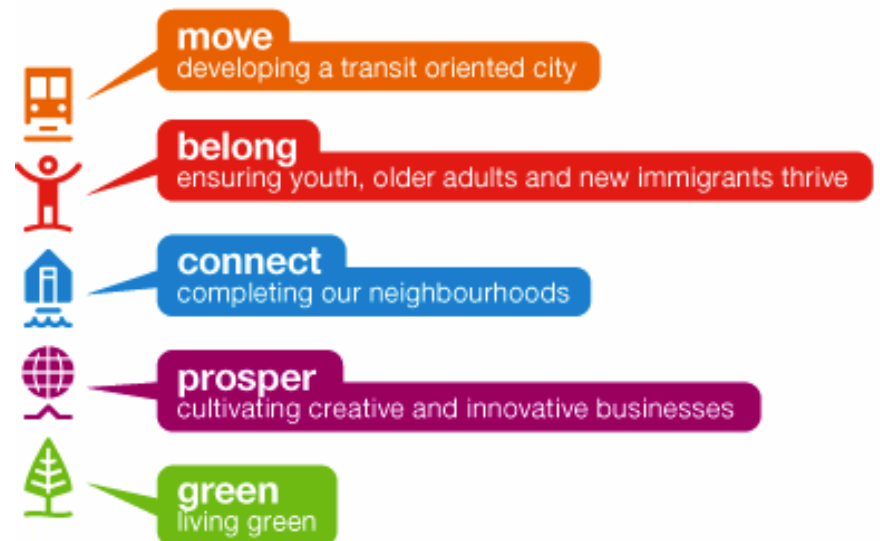 move
developing a transit oriented city
belong
ensuring youth, older adults and new immigrants thrive
connect
completing our neighbourhoods
prosper
cultivating creative and innovative businesses
green
living green